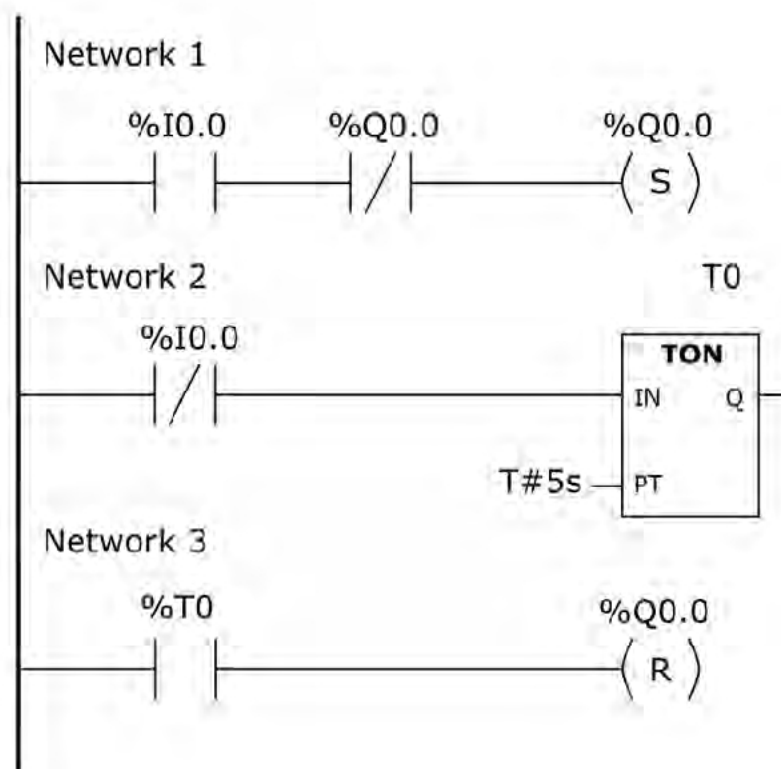 Network 1
%I0.0 %Q0.0 %Q0.0
S
Network 2 T0
%I0.0
TON
IN Q
T#5s PT
Network 3
%T0 %Q0.0
R